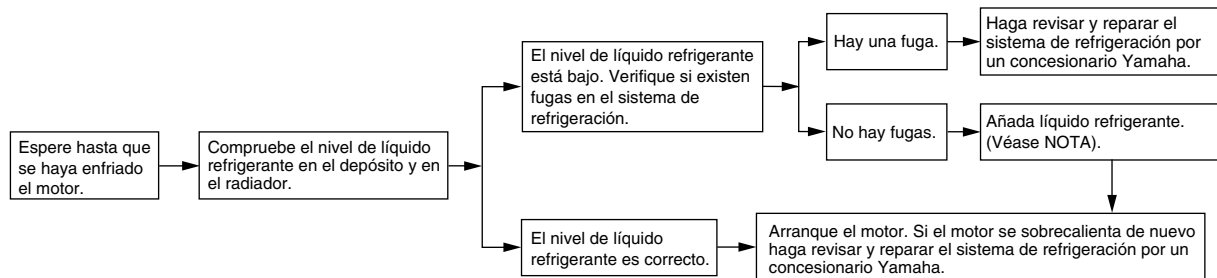 Espere hasta que
se haya enfriado
el motor.
Compruebe el nivel de líquido
refrigerante en el depósito y en
el radiador.
El nivel de líquido refrigerante
está bajo. Verifique si existen
fugas en el sistema de
refrigeración.
Hay una fuga.
Haga revisar y reparar el
sistema de refrigeración por
un concesionario Yamaha.
No hay fugas.
Añada líquido refrigerante.
(Véase NOTA).
El nivel de líquido
refrigerante es correcto.
Arranque el motor. Si el motor se sobrecalienta de nuevo
haga revisar y reparar el sistema de refrigeración por un
concesionario Yamaha.